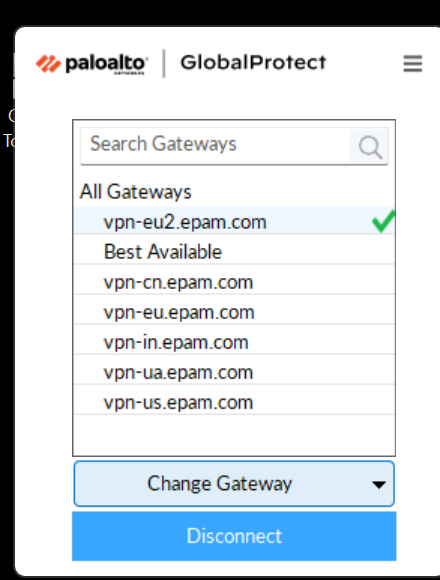 paloalto NETWORKS | GlobalProtect
Search Gateways
All Gateways
vpn-eu2.epam.com
Best Available
vpn-cn.epam.com
vpn-eu.epam.com
vpn-in.epam.com
vpn-ua.epam.com
vpn-us.epam.com
Change Gateway
Disconnect